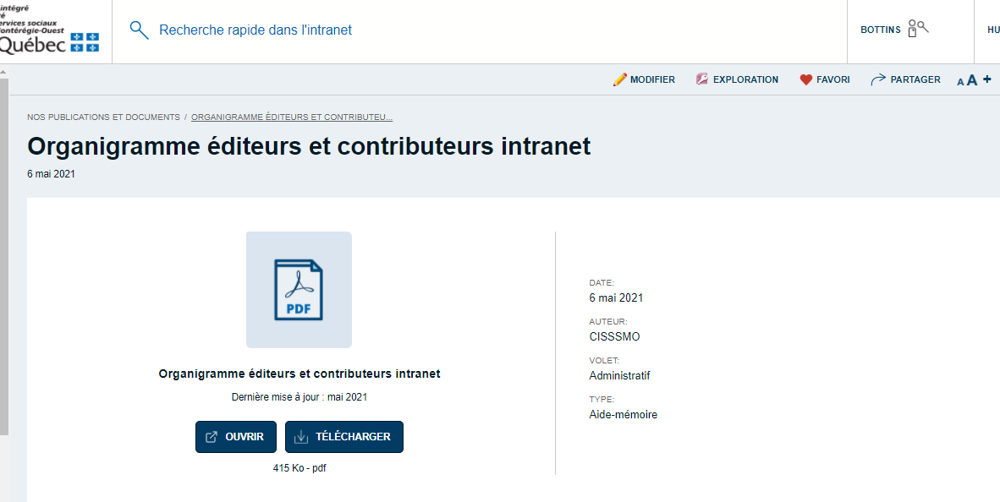 intégré
é
ervices sociaux
ontérégie-Ouest
Québec
Recherche rapide dans l'intranet
BOTTINS
HU
MODIFIER
EXPLORATION
FAVORI
PARTAGER
A A +
NOS PUBLICATIONS ET DOCUMENTS / ORGANIGRAMME ÉDITEURS ET CONTRIBUTEU...
Organigramme éditeurs et contributeurs intranet
6 mai 2021
PDF
Organigramme éditeurs et contributeurs intranet
Dernière mise à jour : mai 2021
OUVRIR
TÉLÉCHARGER
415 Ko - pdf
DATE:
6 mai 2021
AUTEUR:
CISSSMO
VOLET:
Administratif
TYPE:
Aide-mémoire